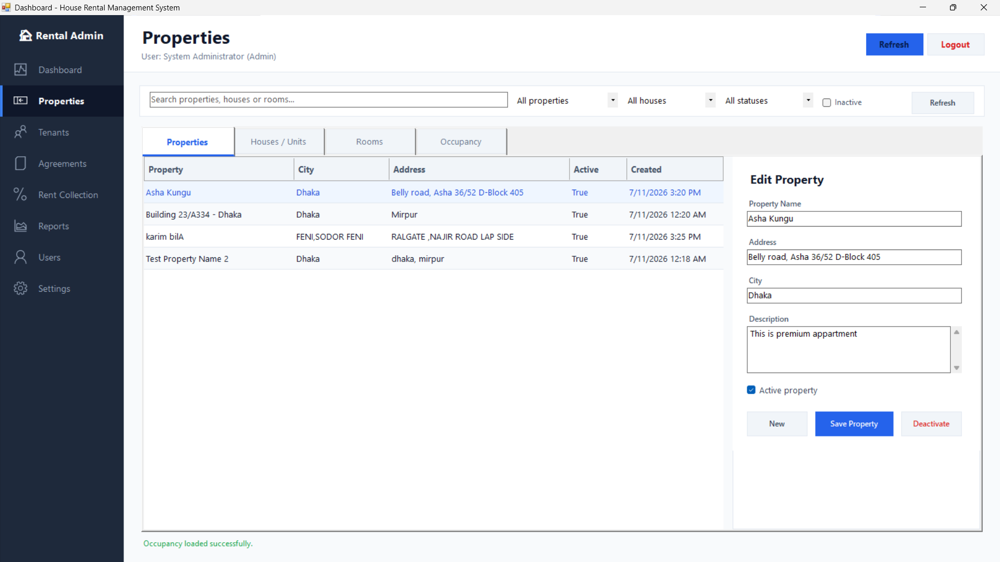 Dashboard - House Rental Management System
Rental Admin
Dashboard
Properties
Tenants
Agreements
Rent Collection
Reports
Users
Settings
Properties
User: System Administrator (Admin)
Refresh
Logout
Search properties, houses or rooms...
All properties
All houses
All statuses
Inactive
Refresh
Properties
Houses / Units
Rooms
Occupancy
Property City Address Active Created
Asha Kungu Dhaka Belly road, Asha 36/52 D-Block 405 True 7/11/2026 3:20 PM
Building 23/A334 - Dhaka Dhaka Mirpur True 7/11/2026 12:20 AM
karim bilA FENI,SODOR FENI RALGATE ,NAJIR ROAD LAP SIDE True 7/11/2026 3:25 PM
Test Property Name 2 Dhaka dhaka, mirpur True 7/11/2026 12:18 AM
Edit Property
Property Name
Asha Kungu
Address
Belly road, Asha 36/52 D-Block 405
City
Dhaka
Description
This is premium appartment
Active property
New
Save Property
Deactivate
Occupancy loaded successfully.